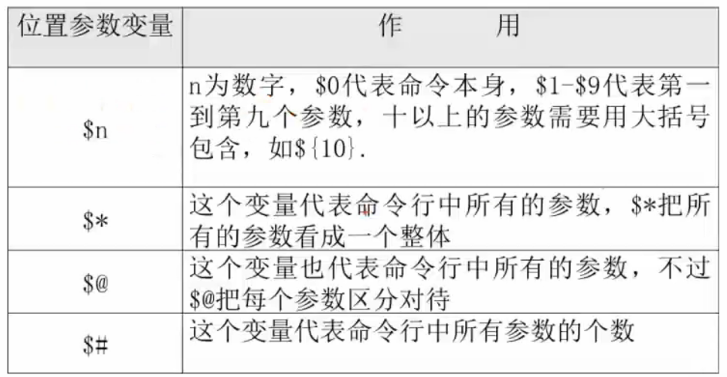 位置参数变量 作 用
$n
n为数字，$0代表命令本身，$1-$9代表第一
到第九个参数，十以上的参数需要用大括号
包含，如${10}.
$*
这个变量代表命令行中所有的参数，$*把所
有的参数看成一个整体
$@
这个变量也代表命令行中所有的参数，不过
$@把每个参数区分对待
$#
这个变量代表命令行中所有参数的个数